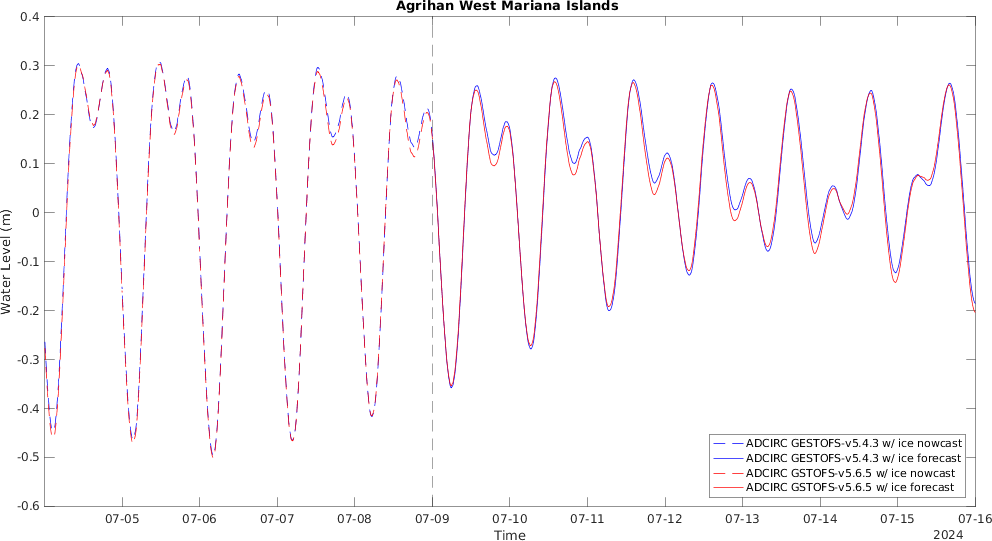 Agrihan West Mariana Islands
0.4
0.3
0.2
0.1
0
-0.1
-0.2
-0.3
-0.4
-0.5
-0.6
Water Level (m)
07-05 07-06 07-07 07-08 07-09 07-10 07-11 07-12 07-13 07-14 07-15 07-16
Time
2024
ADCIRC GESTOFS-v5.4.3 w/ ice nowcast
ADCIRC GESTOFS-v5.4.3 w/ ice forecast
ADCIRC GSTOFS-v5.6.5 w/ ice nowcast
ADCIRC GSTOFS-v5.6.5 w/ ice forecast